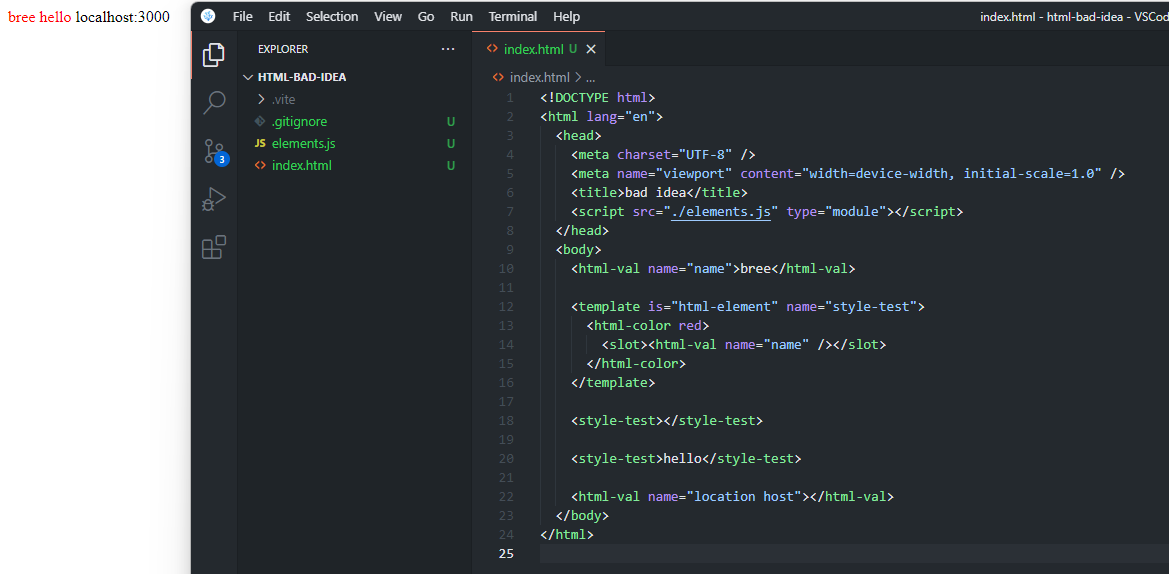 bree hello localhost:3000
File Edit Selection View Go Run Terminal Help
index.html - html-bad-idea - VSCod
EXPLORER ...
HTML-BAD-IDEA
.vite
.gitignore U
JS elements.js U
<> index.html U
3
<> index.html U ×
<> index.html > ...
1 <!DOCTYPE html>
2 <html lang="en">
3 <head>
4 <meta charset="UTF-8" />
5 <meta name="viewport" content="width=device-width, initial-scale=1.0" />
6 <title>bad idea</title>
7 <script src="./elements.js" type="module"></script>
8 </head>
9 <body>
10 <html-val name="name">bree</html-val>
11
12 <template is="html-element" name="style-test">
13 <html-color red>
14 <slot><html-val name="name" /></slot>
15 </html-color>
16 </template>
17
18 <style-test></style-test>
19
20 <style-test>hello</style-test>
21
22 <html-val name="location host"></html-val>
23 </body>
24 </html>
25